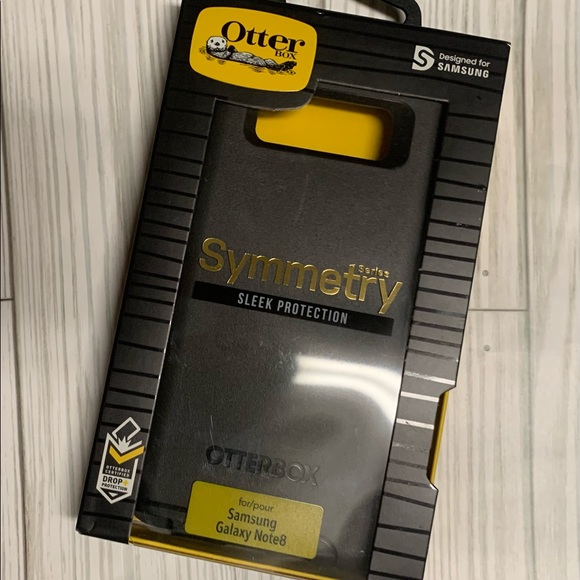 Otter
BOX
Designed for
SAMSUNG
Symmetry
Series
SLEEK PROTECTION
OTTERBOX
OTTERBOX
CERTIFIED
DROP+
PROTECTION
for/pour
Samsung
Galaxy Note8